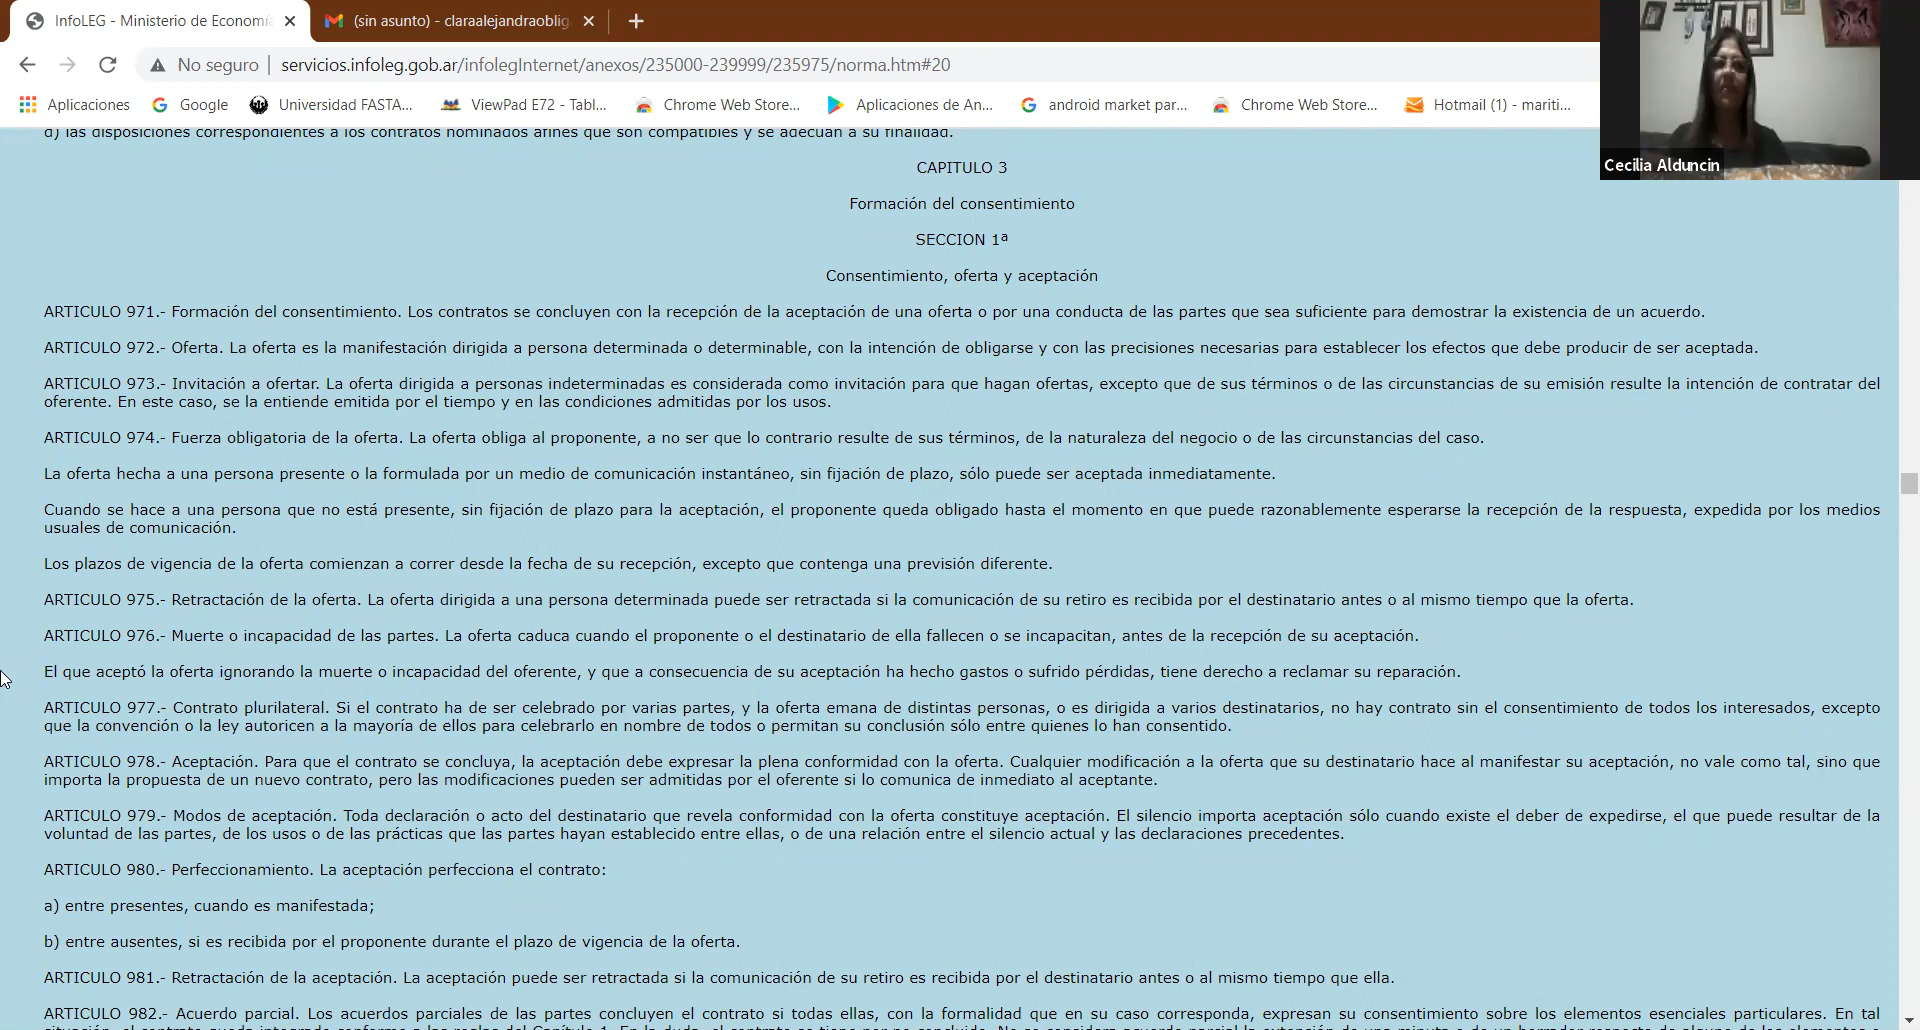 InfoLEG - Ministerio de Economí
(sin asunto) - claraalejandraoblig
No seguro
servicios.infoleg.gob.ar/infolegInternet/anexos/235000-239999/235975/norma.htm#20
Aplicaciones
Google
Universidad FASTA...
ViewPad E72 - Tabl...
Chrome Web Store...
Aplicaciones de An...
android market par...
Chrome Web Store...
Hotmail (1) - mariti...
Cecilia Alduncin
d) las disposiciones correspondientes a los contratos nominados afines que son compatibles y se adecuan a su finalidad.
CAPITULO 3
Formación del consentimiento
SECCION 1ª
Consentimiento, oferta y aceptación
ARTICULO 971.- Formación del consentimiento. Los contratos se concluyen con la recepción de la aceptación de una oferta o por una conducta de las partes que sea suficiente para demostrar la existencia de un acuerdo.
ARTICULO 972.- Oferta. La oferta es la manifestación dirigida a persona determinada o determinable, con la intención de obligarse y con las precisiones necesarias para establecer los efectos que debe producir de ser aceptada.
ARTICULO 973.- Invitación a ofertar. La oferta dirigida a personas indeterminadas es considerada como invitación para que hagan ofertas, excepto que de sus términos o de las circunstancias de su emisión resulte la intención de contratar del
oferente. En este caso, se la entiende emitida por el tiempo y en las condiciones admitidas por los usos.
ARTICULO 974.- Fuerza obligatoria de la oferta. La oferta obliga al proponente, a no ser que lo contrario resulte de sus términos, de la naturaleza del negocio o de las circunstancias del caso.
La oferta hecha a una persona presente o la formulada por un medio de comunicación instantáneo, sin fijación de plazo, sólo puede ser aceptada inmediatamente.
Cuando se hace a una persona que no está presente, sin fijación de plazo para la aceptación, el proponente queda obligado hasta el momento en que puede razonablemente esperarse la recepción de la respuesta, expedida por los medios
usuales de comunicación.
Los plazos de vigencia de la oferta comienzan a correr desde la fecha de su recepción, excepto que contenga una previsión diferente.
ARTICULO 975.- Retractación de la oferta. La oferta dirigida a una persona determinada puede ser retractada si la comunicación de su retiro es recibida por el destinatario antes o al mismo tiempo que la oferta.
ARTICULO 976.- Muerte o incapacidad de las partes. La oferta caduca cuando el proponente o el destinatario de ella fallecen o se incapacitan, antes de la recepción de su aceptación.
El que aceptó la oferta ignorando la muerte o incapacidad del oferente, y que a consecuencia de su aceptación ha hecho gastos o sufrido pérdidas, tiene derecho a reclamar su reparación.
ARTICULO 977.- Contrato plurilateral. Si el contrato ha de ser celebrado por varias partes, y la oferta emana de distintas personas, o es dirigida a varios destinatarios, no hay contrato sin el consentimiento de todos los interesados, excepto
que la convención o la ley autoricen a la mayoría de ellos para celebrarlo en nombre de todos o permitan su conclusión sólo entre quienes lo han consentido.
ARTICULO 978.- Aceptación. Para que el contrato se concluya, la aceptación debe expresar la plena conformidad con la oferta. Cualquier modificación a la oferta que su destinatario hace al manifestar su aceptación, no vale como tal, sino que
importa la propuesta de un nuevo contrato, pero las modificaciones pueden ser admitidas por el oferente si lo comunica de inmediato al aceptante.
ARTICULO 979.- Modos de aceptación. Toda declaración o acto del destinatario que revela conformidad con la oferta constituye aceptación. El silencio importa aceptación sólo cuando existe el deber de expedirse, el que puede resultar de la
voluntad de las partes, de los usos o de las prácticas que las partes hayan establecido entre ellas, o de una relación entre el silencio actual y las declaraciones precedentes.
ARTICULO 980.- Perfeccionamiento. La aceptación perfecciona el contrato:
a) entre presentes, cuando es manifestada;
b) entre ausentes, si es recibida por el proponente durante el plazo de vigencia de la oferta.
ARTICULO 981.- Retractación de la aceptación. La aceptación puede ser retractada si la comunicación de su retiro es recibida por el destinatario antes o al mismo tiempo que ella.
ARTICULO 982.- Acuerdo parcial. Los acuerdos parciales de las partes concluyen el contrato si todas ellas, con la formalidad que en su caso corresponda, expresan su consentimiento sobre los elementos esenciales particulares. En tal